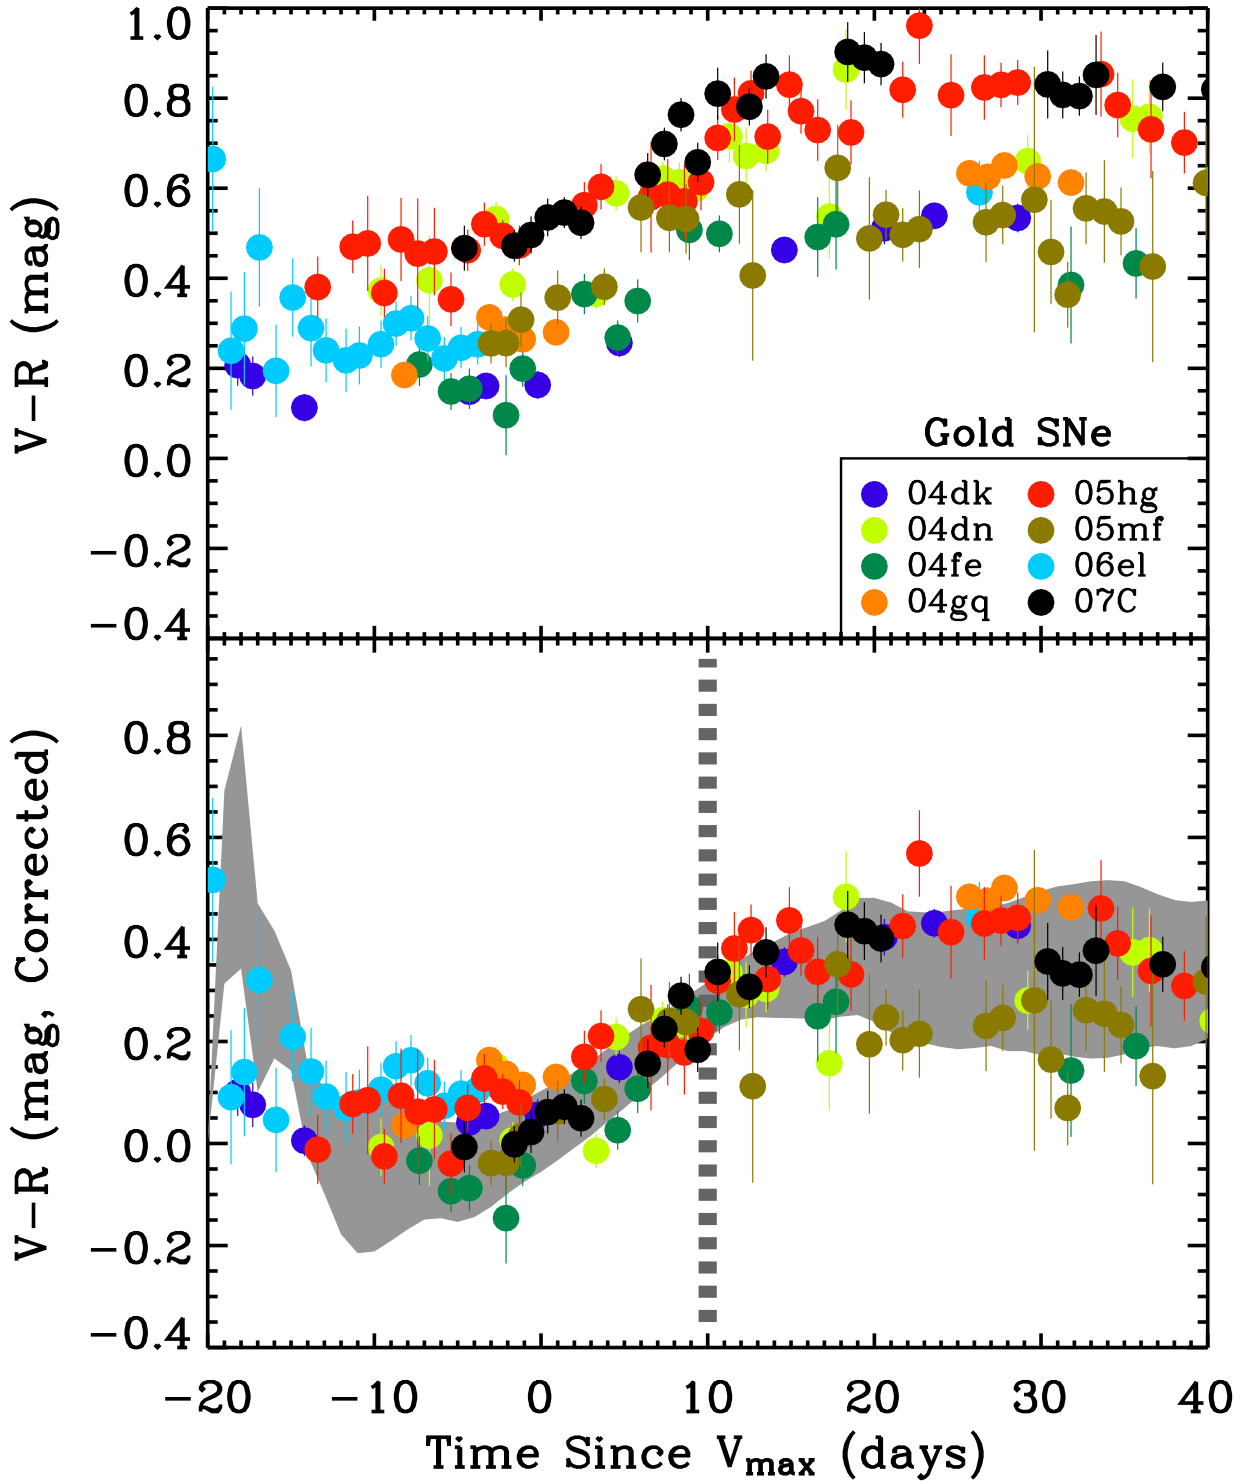 1.0
0.8
0.6
0.4
0.2
0.0
−0.2
−0.4
V−R (mag)
Gold SNe
04dk 05hg
04dn 05mf
04fe 06el
04gq 07C
0.8
0.6
0.4
0.2
0.0
−0.2
−0.4
V−R (mag, Corrected)
−20 −10 0 10 20 30 40
Time Since Vmax (days)